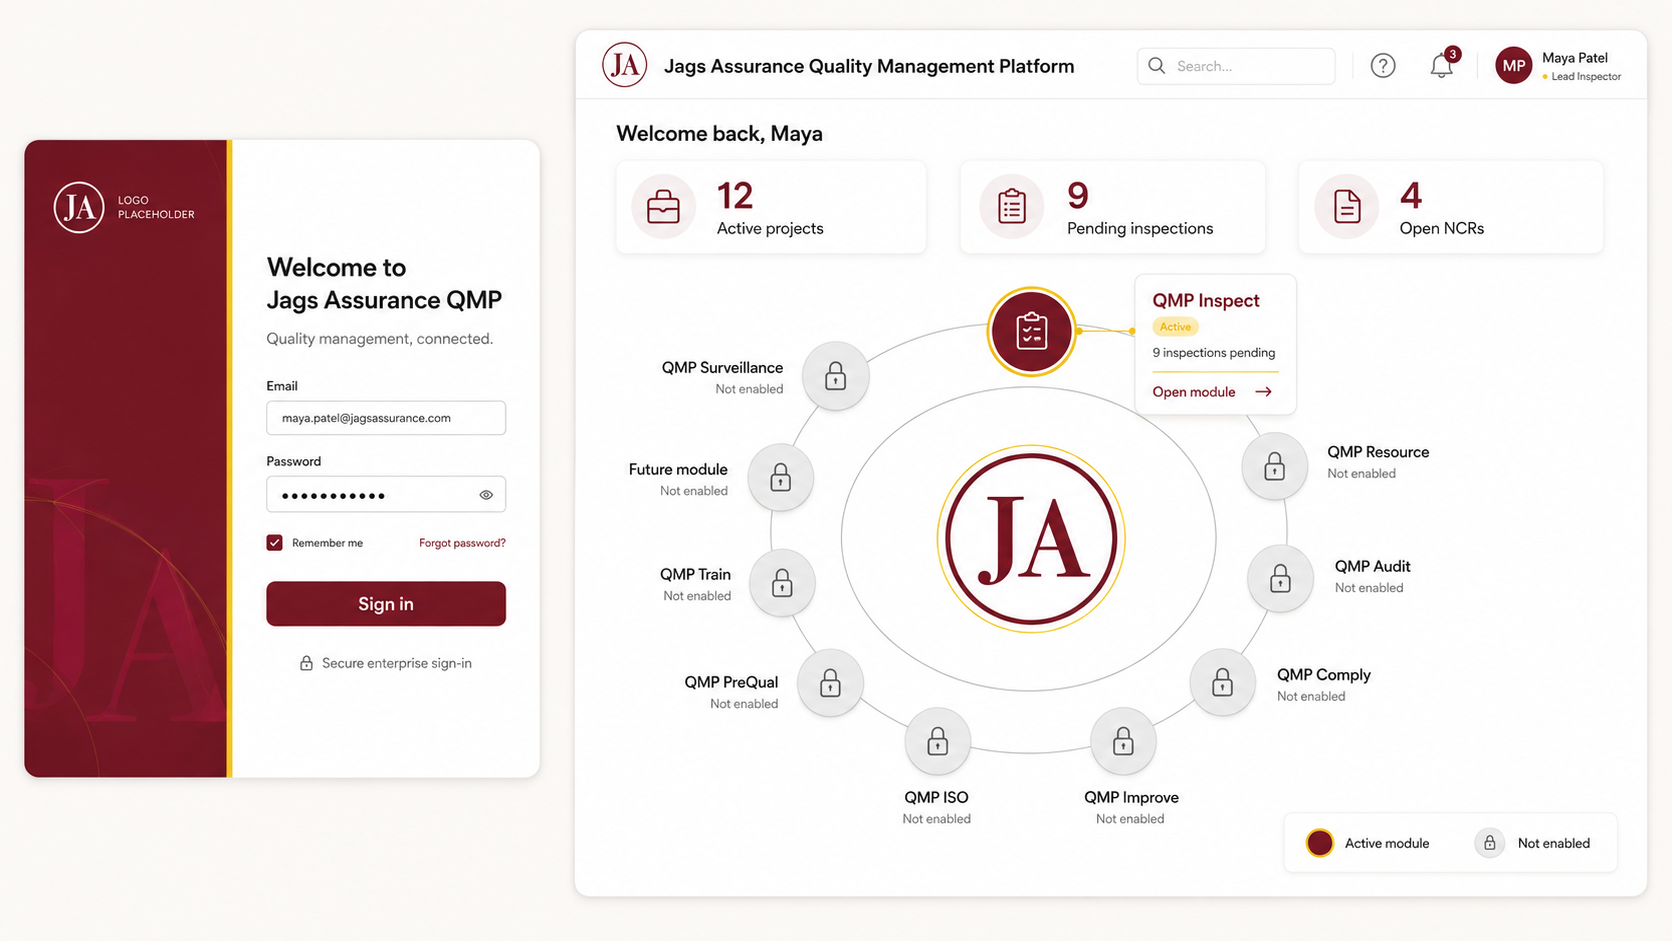 JA
LOGO
PLACEHOLDER
Welcome to
Jags Assurance QMP
Quality management, connected.
Email
maya.patel@jagsassurance.com
Password
Remember me
Forgot password?
Sign in
Secure enterprise sign-in
JA
JA
Jags Assurance Quality Management Platform
Search...
?
3
MP
Maya Patel
Lead Inspector
Welcome back, Maya
12
Active projects
9
Pending inspections
4
Open NCRs
QMP Inspect
Active
9 inspections pending
Open module
QMP Surveillance
Not enabled
Future module
Not enabled
QMP Train
Not enabled
QMP PreQual
Not enabled
QMP ISO
Not enabled
QMP Improve
Not enabled
QMP Comply
Not enabled
QMP Audit
Not enabled
QMP Resource
Not enabled
JA
Active module
Not enabled